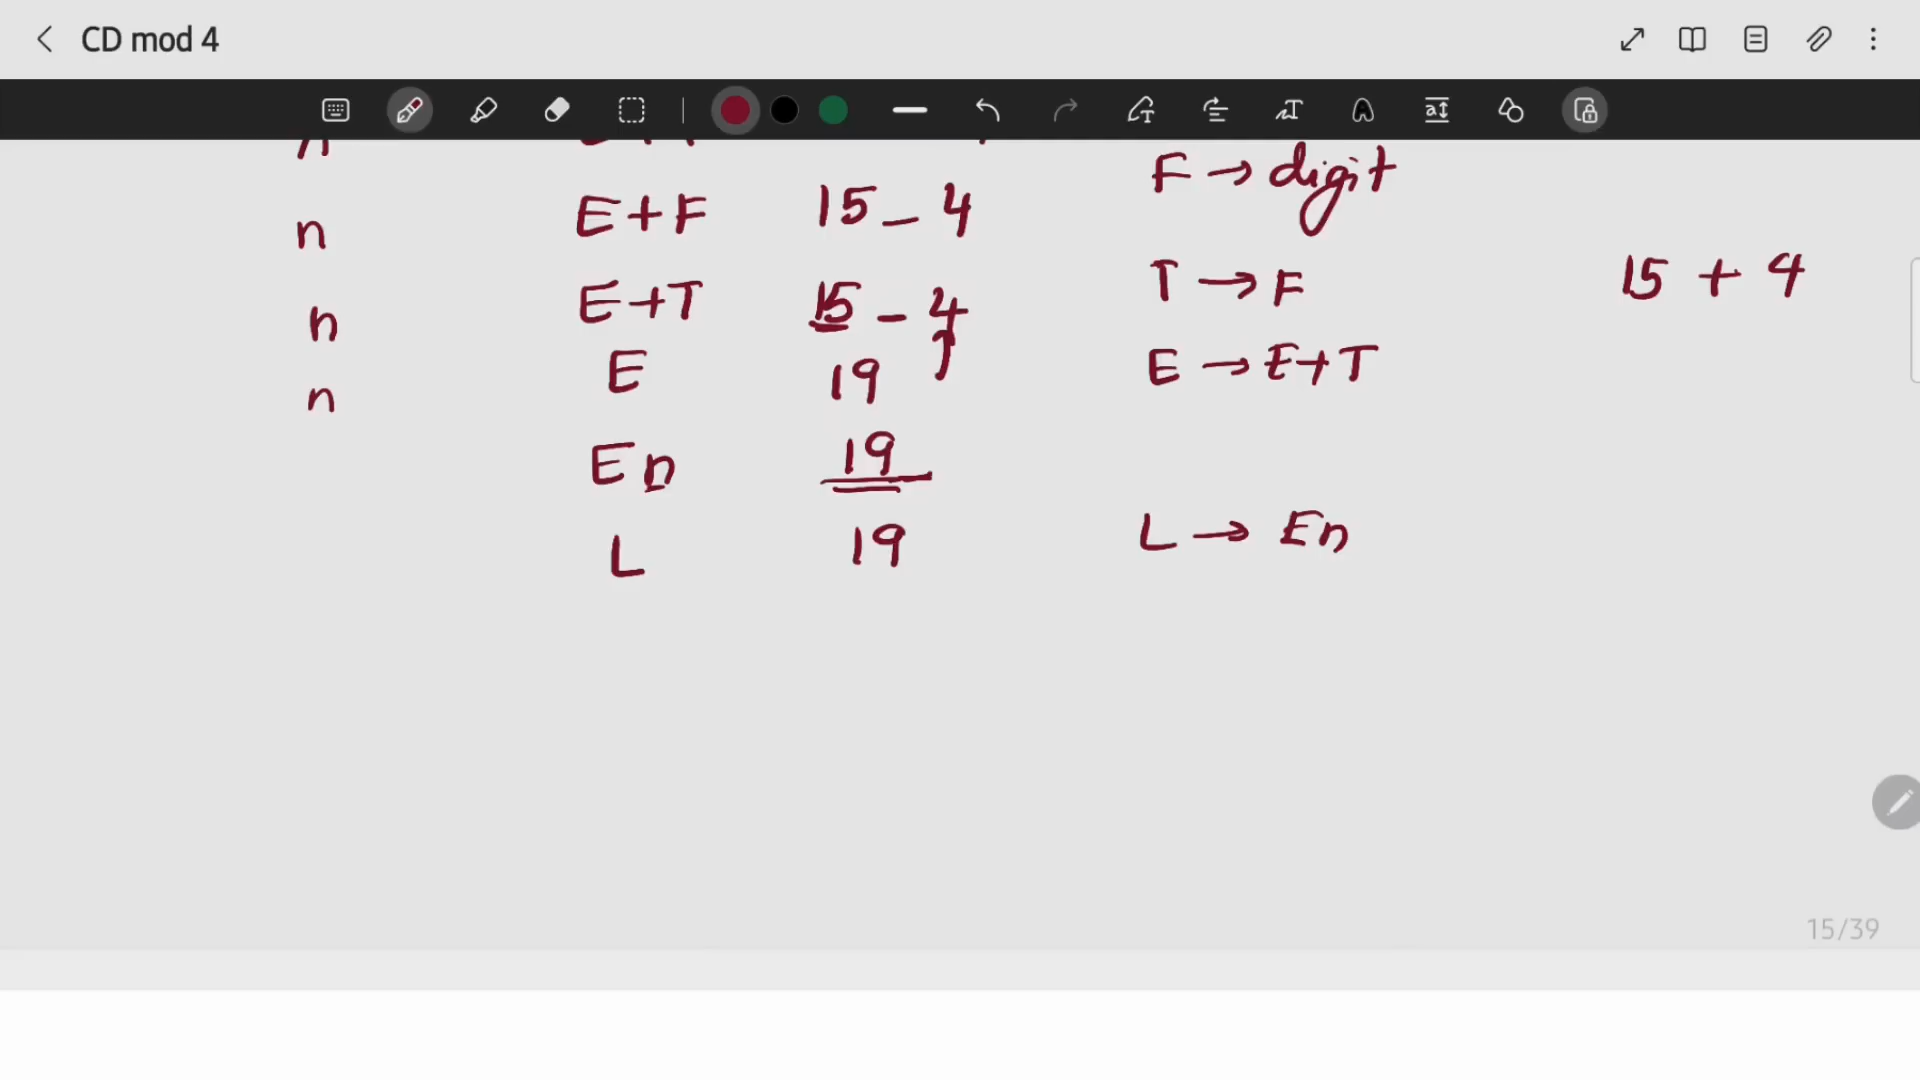 CD mod 4
n E+F 15 _ 4 F → digit
n E+T 15 _ 4 T → F 15 + 4
n E 19 E → E+T
En 19
L 19 L → En
15/39